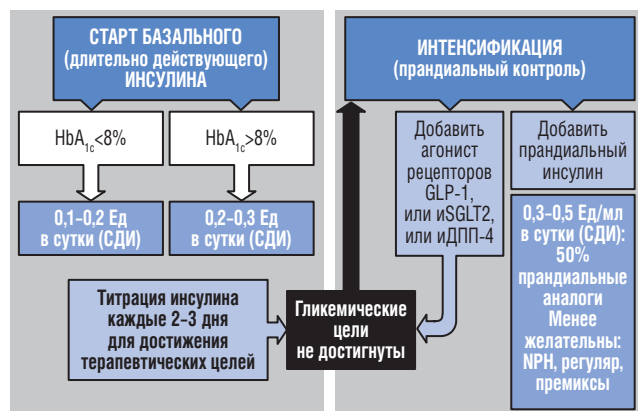 СТАРТ БАЗАЛЬНОГО
(длительно действующего)
ИНСУЛИНА
HbA1c<8%
HbA1c>8%
0,1–0,2 Ед
в сутки (СДИ)
0,2–0,3 Ед
в сутки (СДИ)
Титрация инсулина
каждые 2–3 дня
для достижения
терапевтических целей
Гликемические
цели
не достигнуты
ИНТЕНСИФИКАЦИЯ
(прандиальный контроль)
Добавить
агонист
рецепторов
GLP-1,
или иSGLT2,
или иДПП-4
Добавить
прандиальный
инсулин
0,3–0,5 Ед/мл
в сутки (СДИ):
50%
прандиальные
аналоги
Менее
желательны:
NPH, регуляр,
премиксы